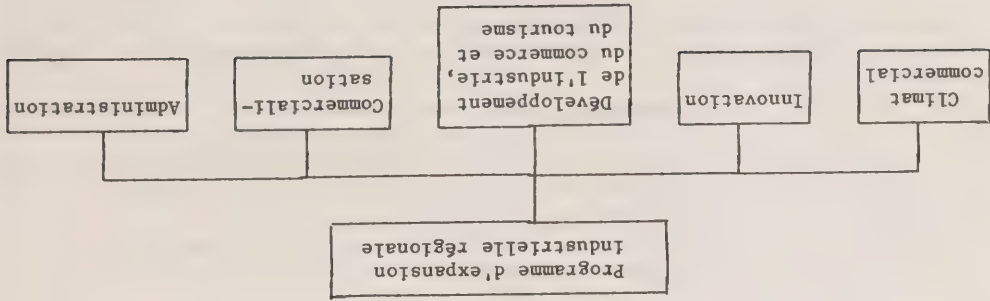 Programme d'expansion
industrielle régionale
Climat
commercial
Innovation
Développement
de l'industrie,
du commerce et
du tourisme
Commerciali-
sation
Administration